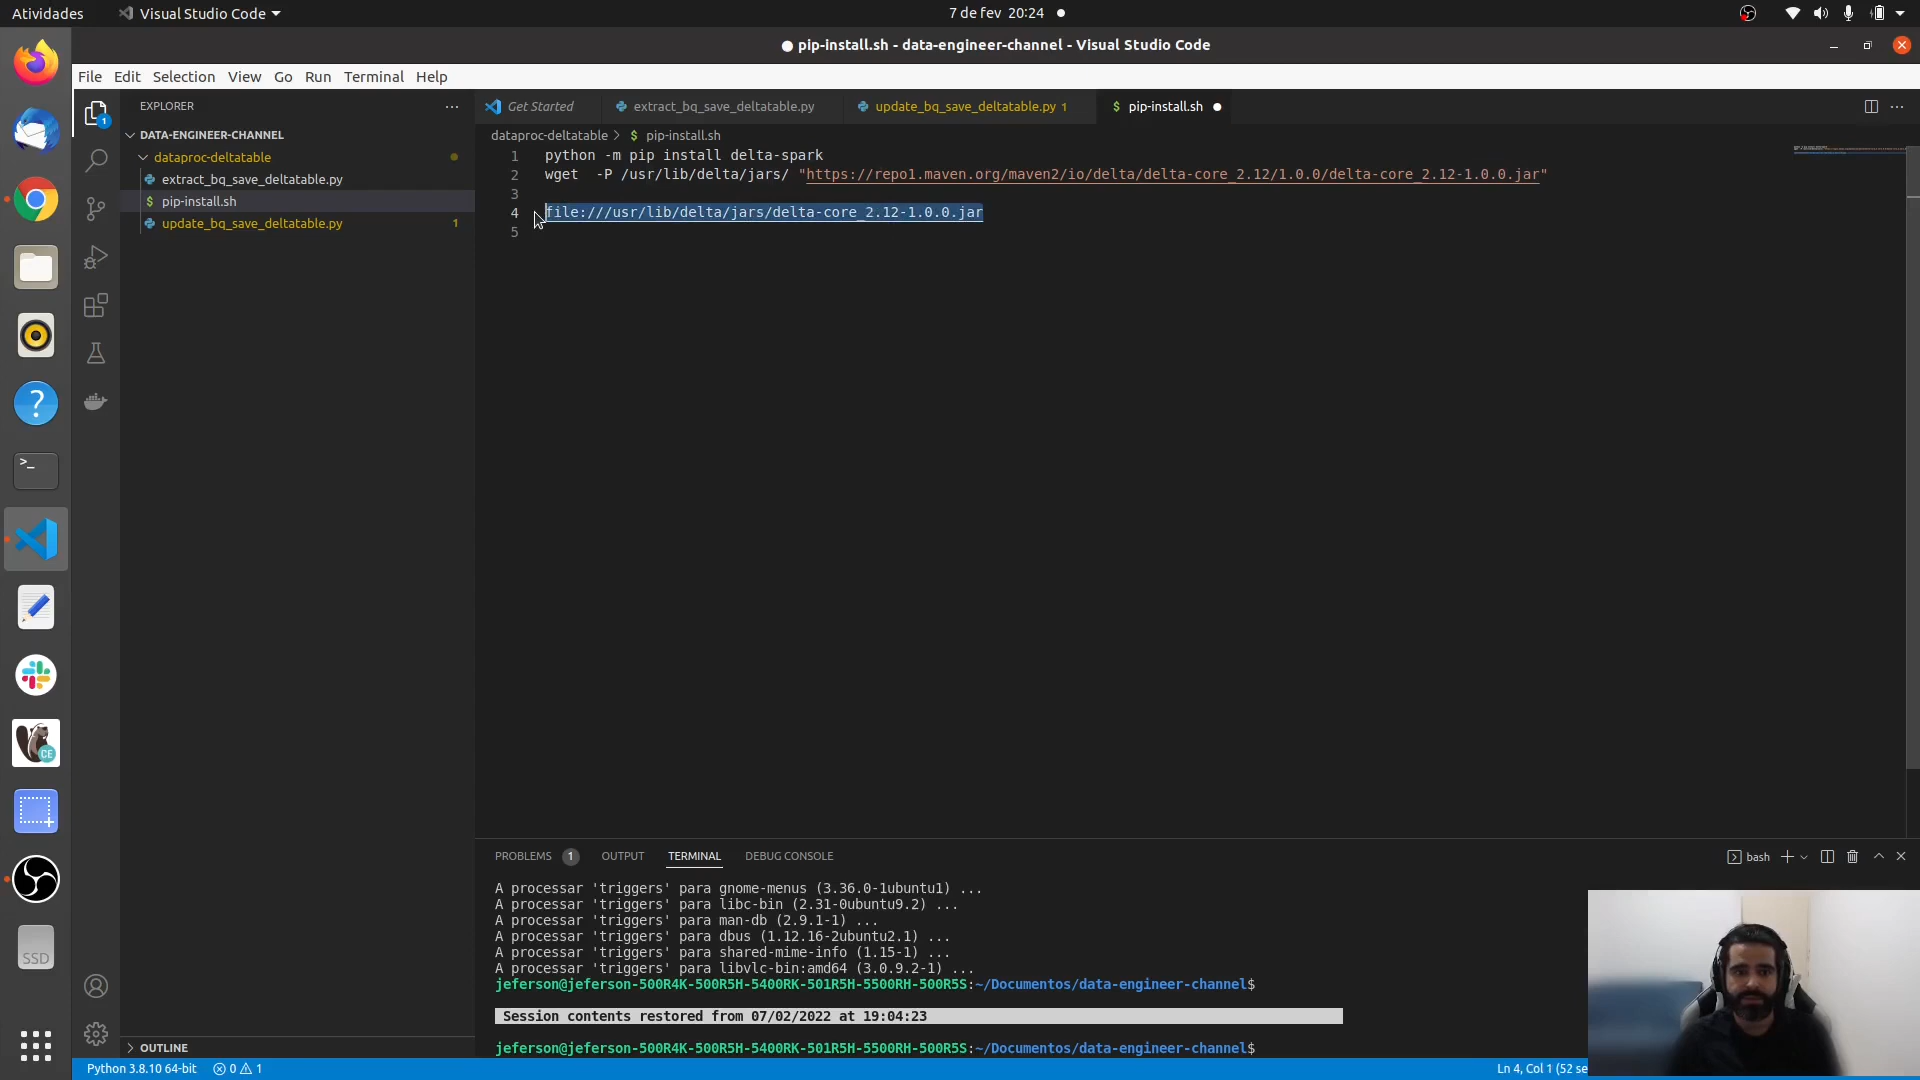 Atividades
Visual Studio Code
7 de fev 20:24
● pip-install.sh - data-engineer-channel - Visual Studio Code
File Edit Selection View Go Run Terminal Help
EXPLORER
DATA-ENGINEER-CHANNEL
dataproc-deltatable
extract_bq_save_deltatable.py
pip-install.sh
update_bq_save_deltatable.py 1
OUTLINE
1
SSD
CE
Get Started
extract_bq_save_deltatable.py
update_bq_save_deltatable.py 1
$ pip-install.sh ●
dataproc-deltatable > $ pip-install.sh
1 python -m pip install delta-spark
2 wget  -P /usr/lib/delta/jars/ "https://repo1.maven.org/maven2/io/delta/delta-core_2.12/1.0.0/delta-core_2.12-1.0.0.jar"
3
4 file:///usr/lib/delta/jars/delta-core_2.12-1.0.0.jar
5
PROBLEMS 1 OUTPUT TERMINAL DEBUG CONSOLE
bash
A processar 'triggers' para gnome-menus (3.36.0-1ubuntu1) ...
A processar 'triggers' para libc-bin (2.31-0ubuntu9.2) ...
A processar 'triggers' para man-db (2.9.1-1) ...
A processar 'triggers' para dbus (1.12.16-2ubuntu2.1) ...
A processar 'triggers' para shared-mime-info (1.15-1) ...
A processar 'triggers' para libvlc-bin:amd64 (3.0.9.2-1) ...
jeferson@jeferson-500R4K-500R5H-5400RK-501R5H-5500RH-500R5S:~/Documentos/data-engineer-channel$
Session contents restored from 07/02/2022 at 19:04:23
jeferson@jeferson-500R4K-500R5H-5400RK-501R5H-5500RH-500R5S:~/Documentos/data-engineer-channel$
Python 3.8.10 64-bit
0 1
Ln 4, Col 1 (52 se